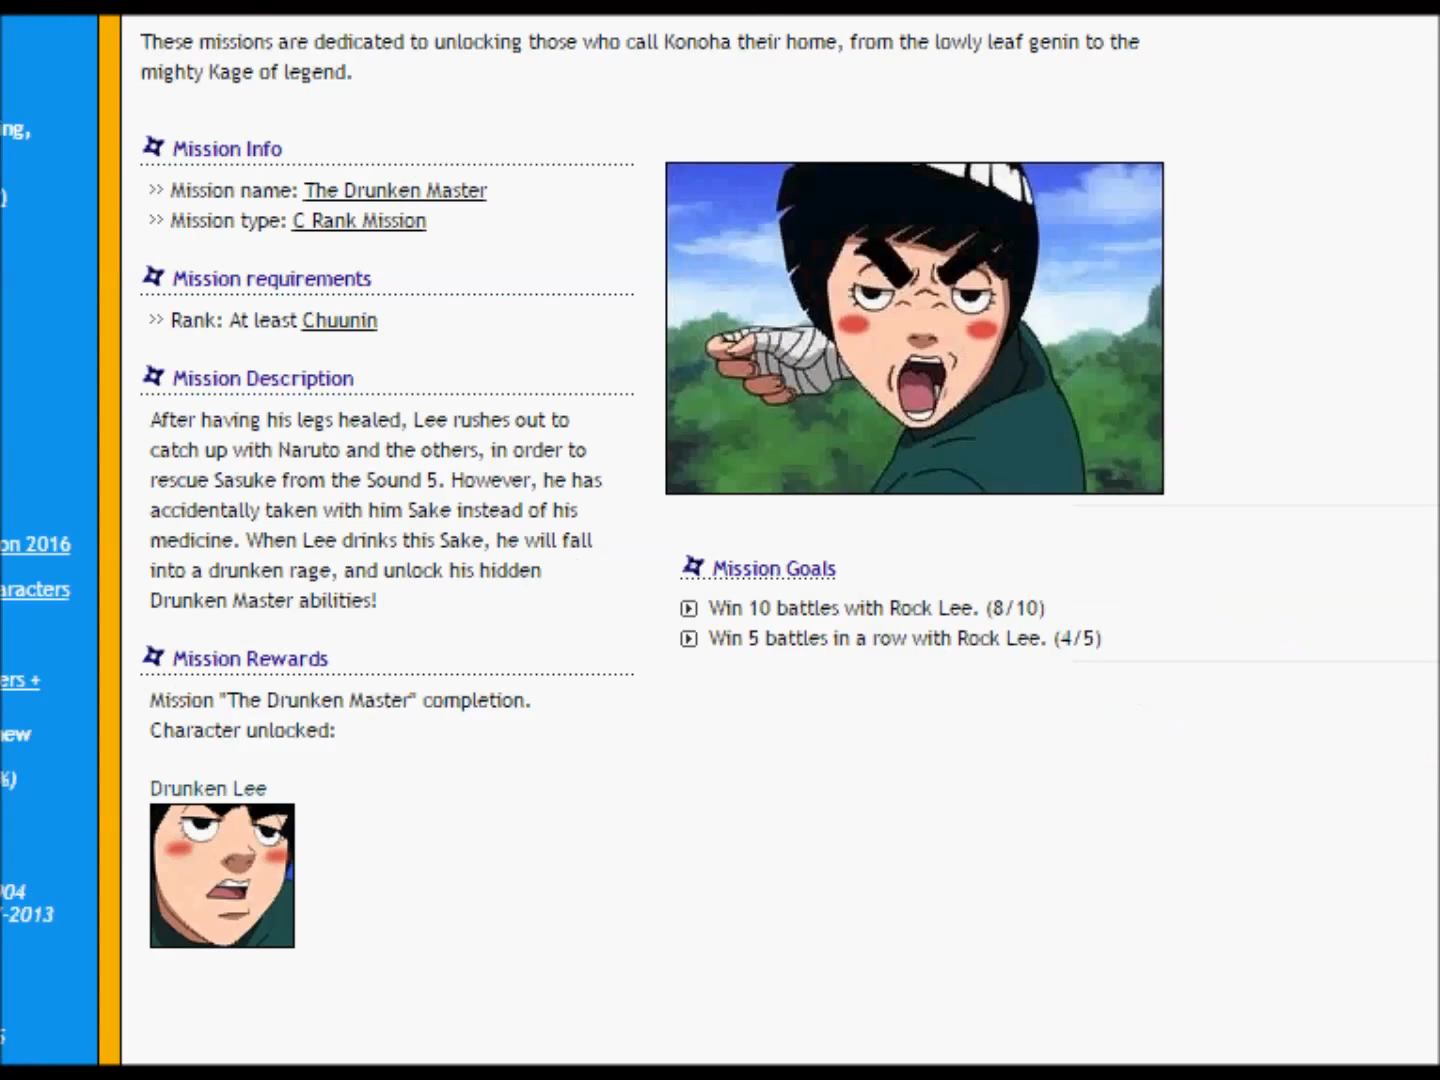 These missions are dedicated to unlocking those who call Konoha their home, from the lowly leaf genin to the
mighty Kage of legend.
ing,
)
Mission Info
>> Mission name: The Drunken Master
>> Mission type: C Rank Mission
Mission requirements
>> Rank: At least Chuunin
Mission Description
After having his legs healed, Lee rushes out to
catch up with Naruto and the others, in order to
rescue Sasuke from the Sound 5. However, he has
accidentally taken with him Sake instead of his
medicine. When Lee drinks this Sake, he will fall
into a drunken rage, and unlock his hidden
Drunken Master abilities!
Mission Rewards
Mission "The Drunken Master" completion.
Character unlocked:
Drunken Lee
Mission Goals
Win 10 battles with Rock Lee. (8/10)
Win 5 battles in a row with Rock Lee. (4/5)
on 2016
aracters
ers +
ew
%)
004
-2013